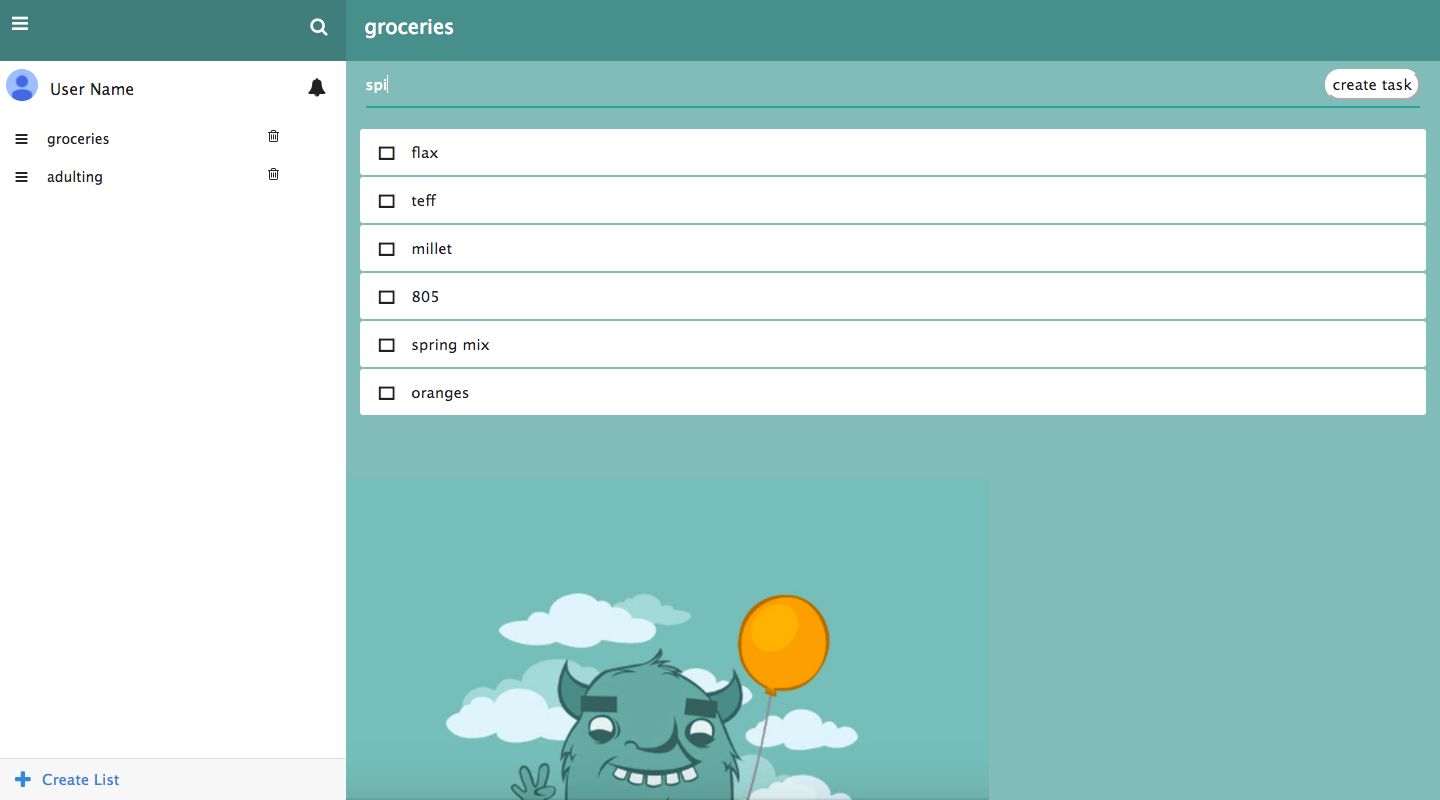 groceries
User Name
groceries
adulting
Create List
spi
create task
flax
teff
millet
805
spring mix
oranges